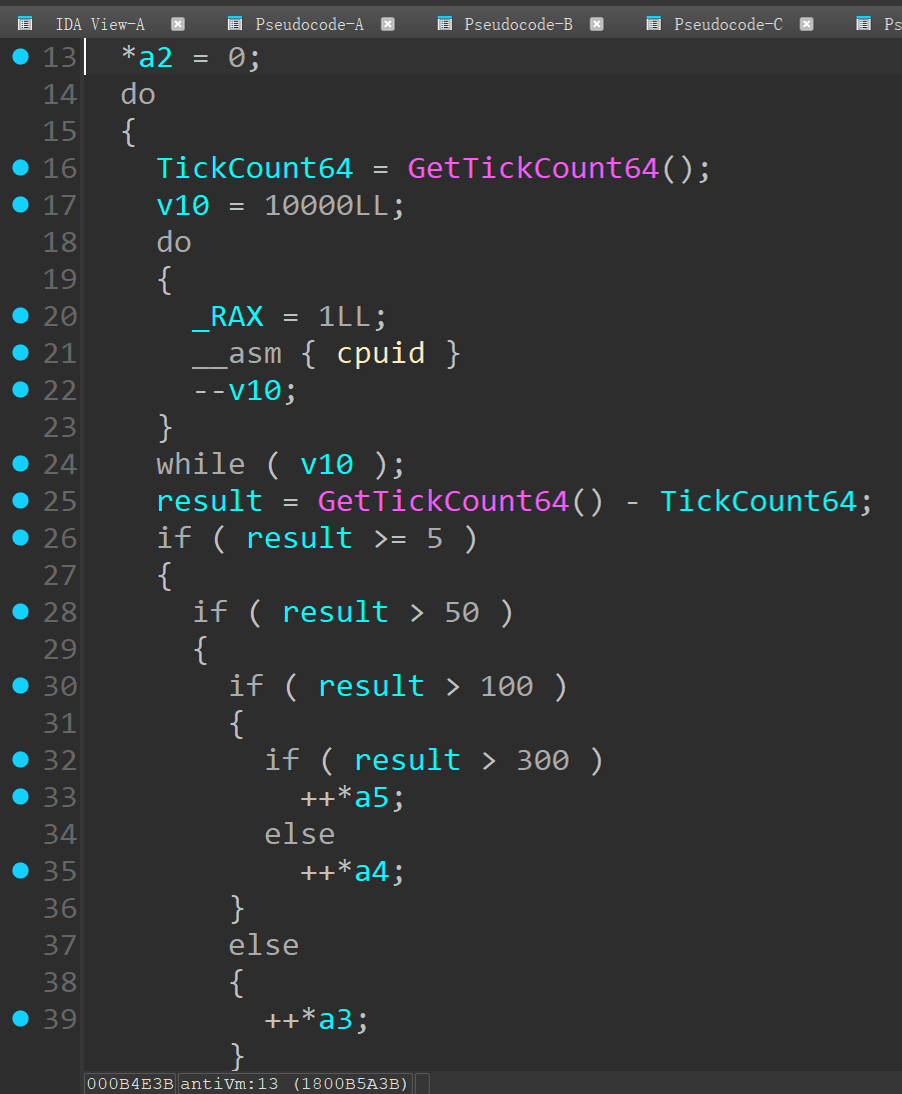 IDA View-A Pseudocode-A Pseudocode-B Pseudocode-C Ps
13 *a2 = 0;
14 do
15 {
16 TickCount64 = GetTickCount64();
17 v10 = 10000LL;
18 do
19 {
20 _RAX = 1LL;
21 __asm { cpuid }
22 --v10;
23 }
24 while ( v10 );
25 result = GetTickCount64() - TickCount64;
26 if ( result >= 5 )
27 {
28 if ( result > 50 )
29 {
30 if ( result > 100 )
31 {
32 if ( result > 300 )
33 ++*a5;
34 else
35 ++*a4;
36 }
37 else
38 {
39 ++*a3;
}
000B4E3B antiVm:13 (1800B5A3B)